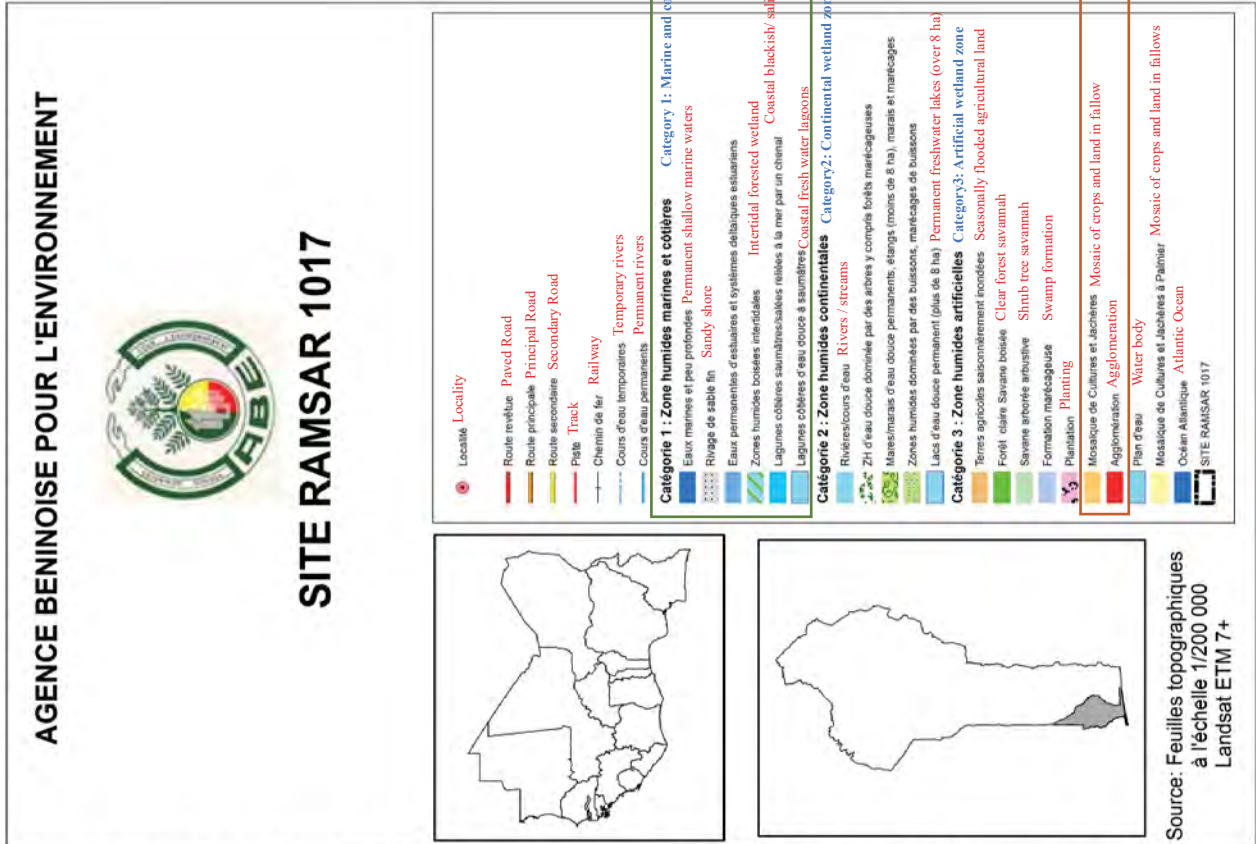 AGENCE BENINOISE POUR L'ENVIRONNEMENT
ABE
SITE RAMSAR 1017
Localité Locality
Route revêtue Paved Road
Route principale Principal Road
Route secondaire Secondary Road
Piste Track
Chemin de fer Railway
Cours d'eau temporaires Temporary rivers
Cours d'eau permanents Permanent rivers
Catégorie 1 : Zone humides marines et côtières Category 1: Marine and
Eaux marines et peu profondes Permanent shallow marine waters
Rivage de sable fin Sandy shore
Eaux permanentes d'estuaires et systèmes deltaïques estuariens
Zones humides boisées intertidales Intertidal forested wetland
Lagunes côtières saumâtres/salées reliées à la mer par un chenal Coastal blackish/
Lagunes côtières d'eau douce à saumâtres Coastal fresh water lagoons
Catégorie 2 : Zone humides continentales Category2: Continental wetland
Rivières/cours d'eau Rivers / streams
ZH d'eau douce dominée par des arbres y compris forêts marécageuses
Mares/marais d'eau douce permanents, étangs (moins de 8 ha), marais et marécages
Zones humides dominées par des buissons, marécages de buissons
Lacs d'eau douce permanent (plus de 8 ha) Permanent freshwater lakes (over 8 ha)
Catégorie 3 : Zone humides artificielles Category3: Artificial wetland zone
Terres agricoles saisonnièrement inondées Seasonally flooded agricultural land
Forêt claire Savane boisée Clear forest savannah
Savane arborée arbustive Shrub tree savannah
Formation marécageuse Swamp formation
Plantation Planting
Mosaïque de Cultures et Jachères Mosaic of crops and land in fallow
Agglomération Agglomeration
Plan d'eau Water body
Mosaïque de Cultures et Jachères à Palmier Mosaic of crops and land in fallows
Océan Atlantique Atlantic Ocean
SITE RAMSAR 1017
Source: Feuilles topographiques
à l'échelle 1/200 000
Landsat ETM 7+